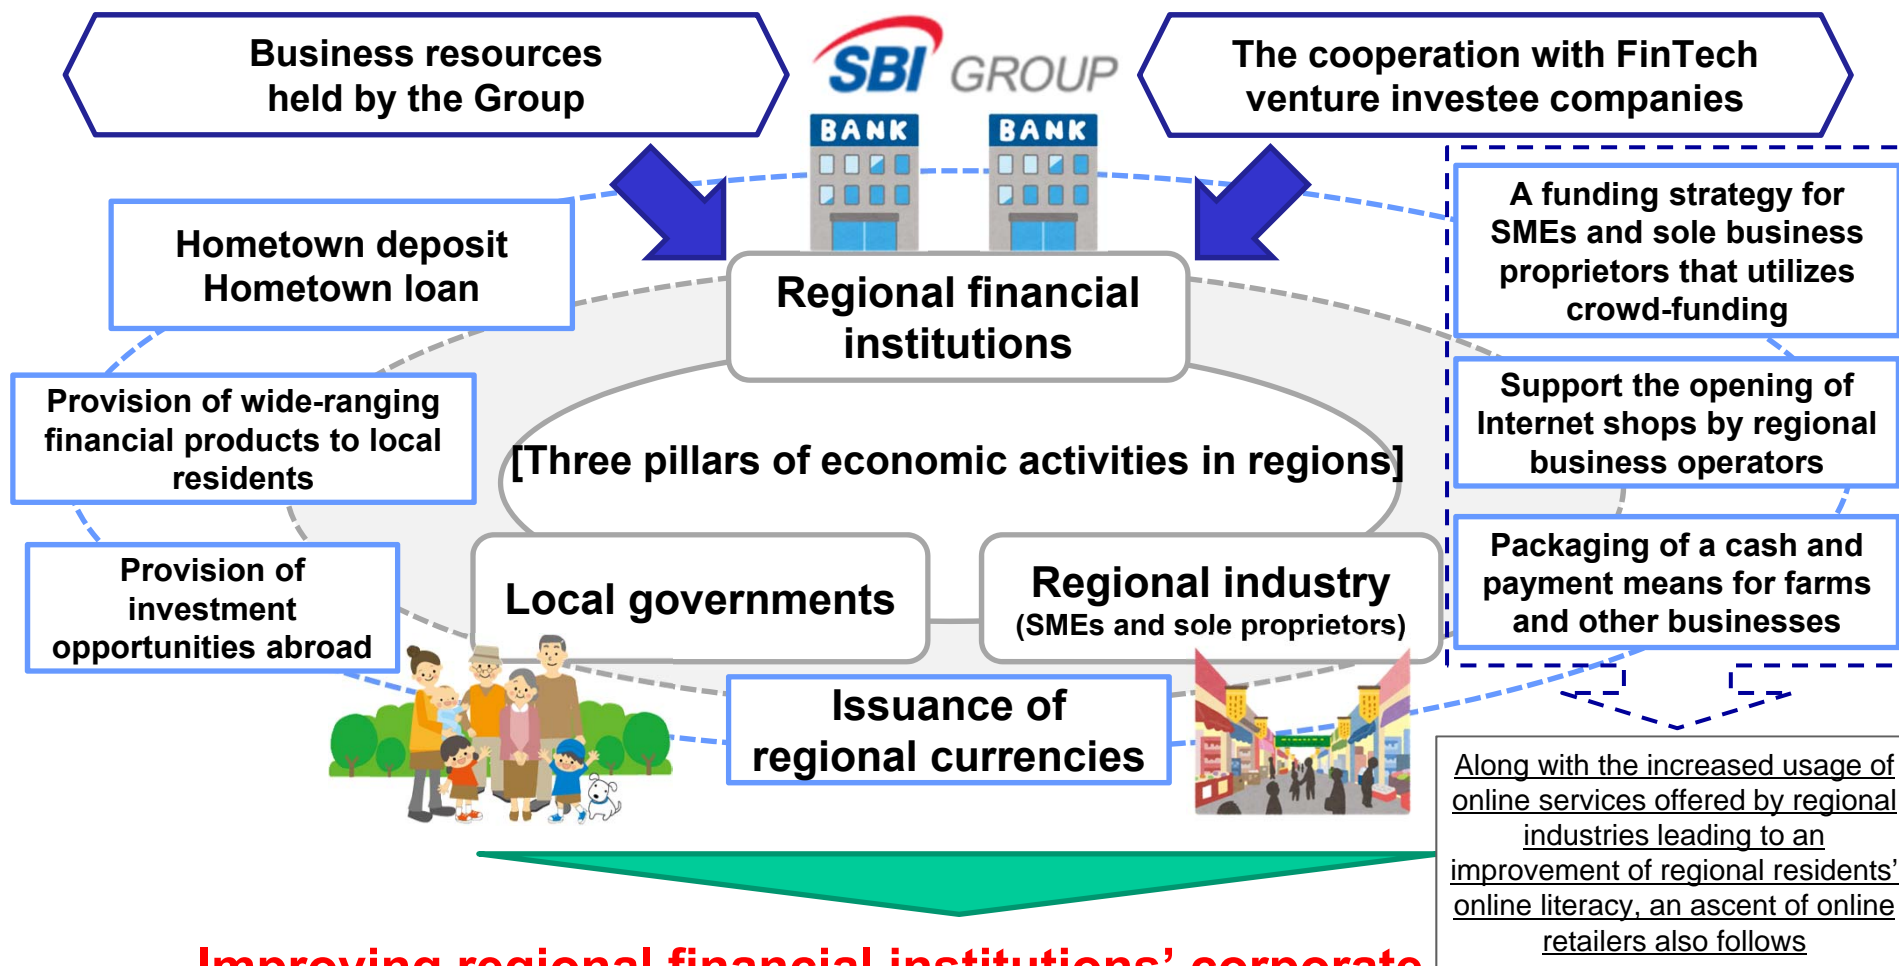 Business resources
held by the Group
SBI GROUP
The cooperation with FinTech
venture investee companies
BANK
BANK
Hometown deposit
Hometown loan
Regional financial
institutions
A funding strategy for
SMEs and sole business
proprietors that utilizes
crowd-funding
Provision of wide-ranging
financial products to local
residents
[Three pillars of economic activities in regions]
Support the opening of
Internet shops by regional
business operators
Provision of
investment
opportunities abroad
Local governments
Regional industry
(SMEs and sole proprietors)
Packaging of a cash and
payment means for farms
and other businesses
Issuance of
regional currencies
Along with the increased usage of
online services offered by regional
industries leading to an
improvement of regional residents’
online literacy, an ascent of online
retailers also follows
Improving regional financial institutions’ corporate